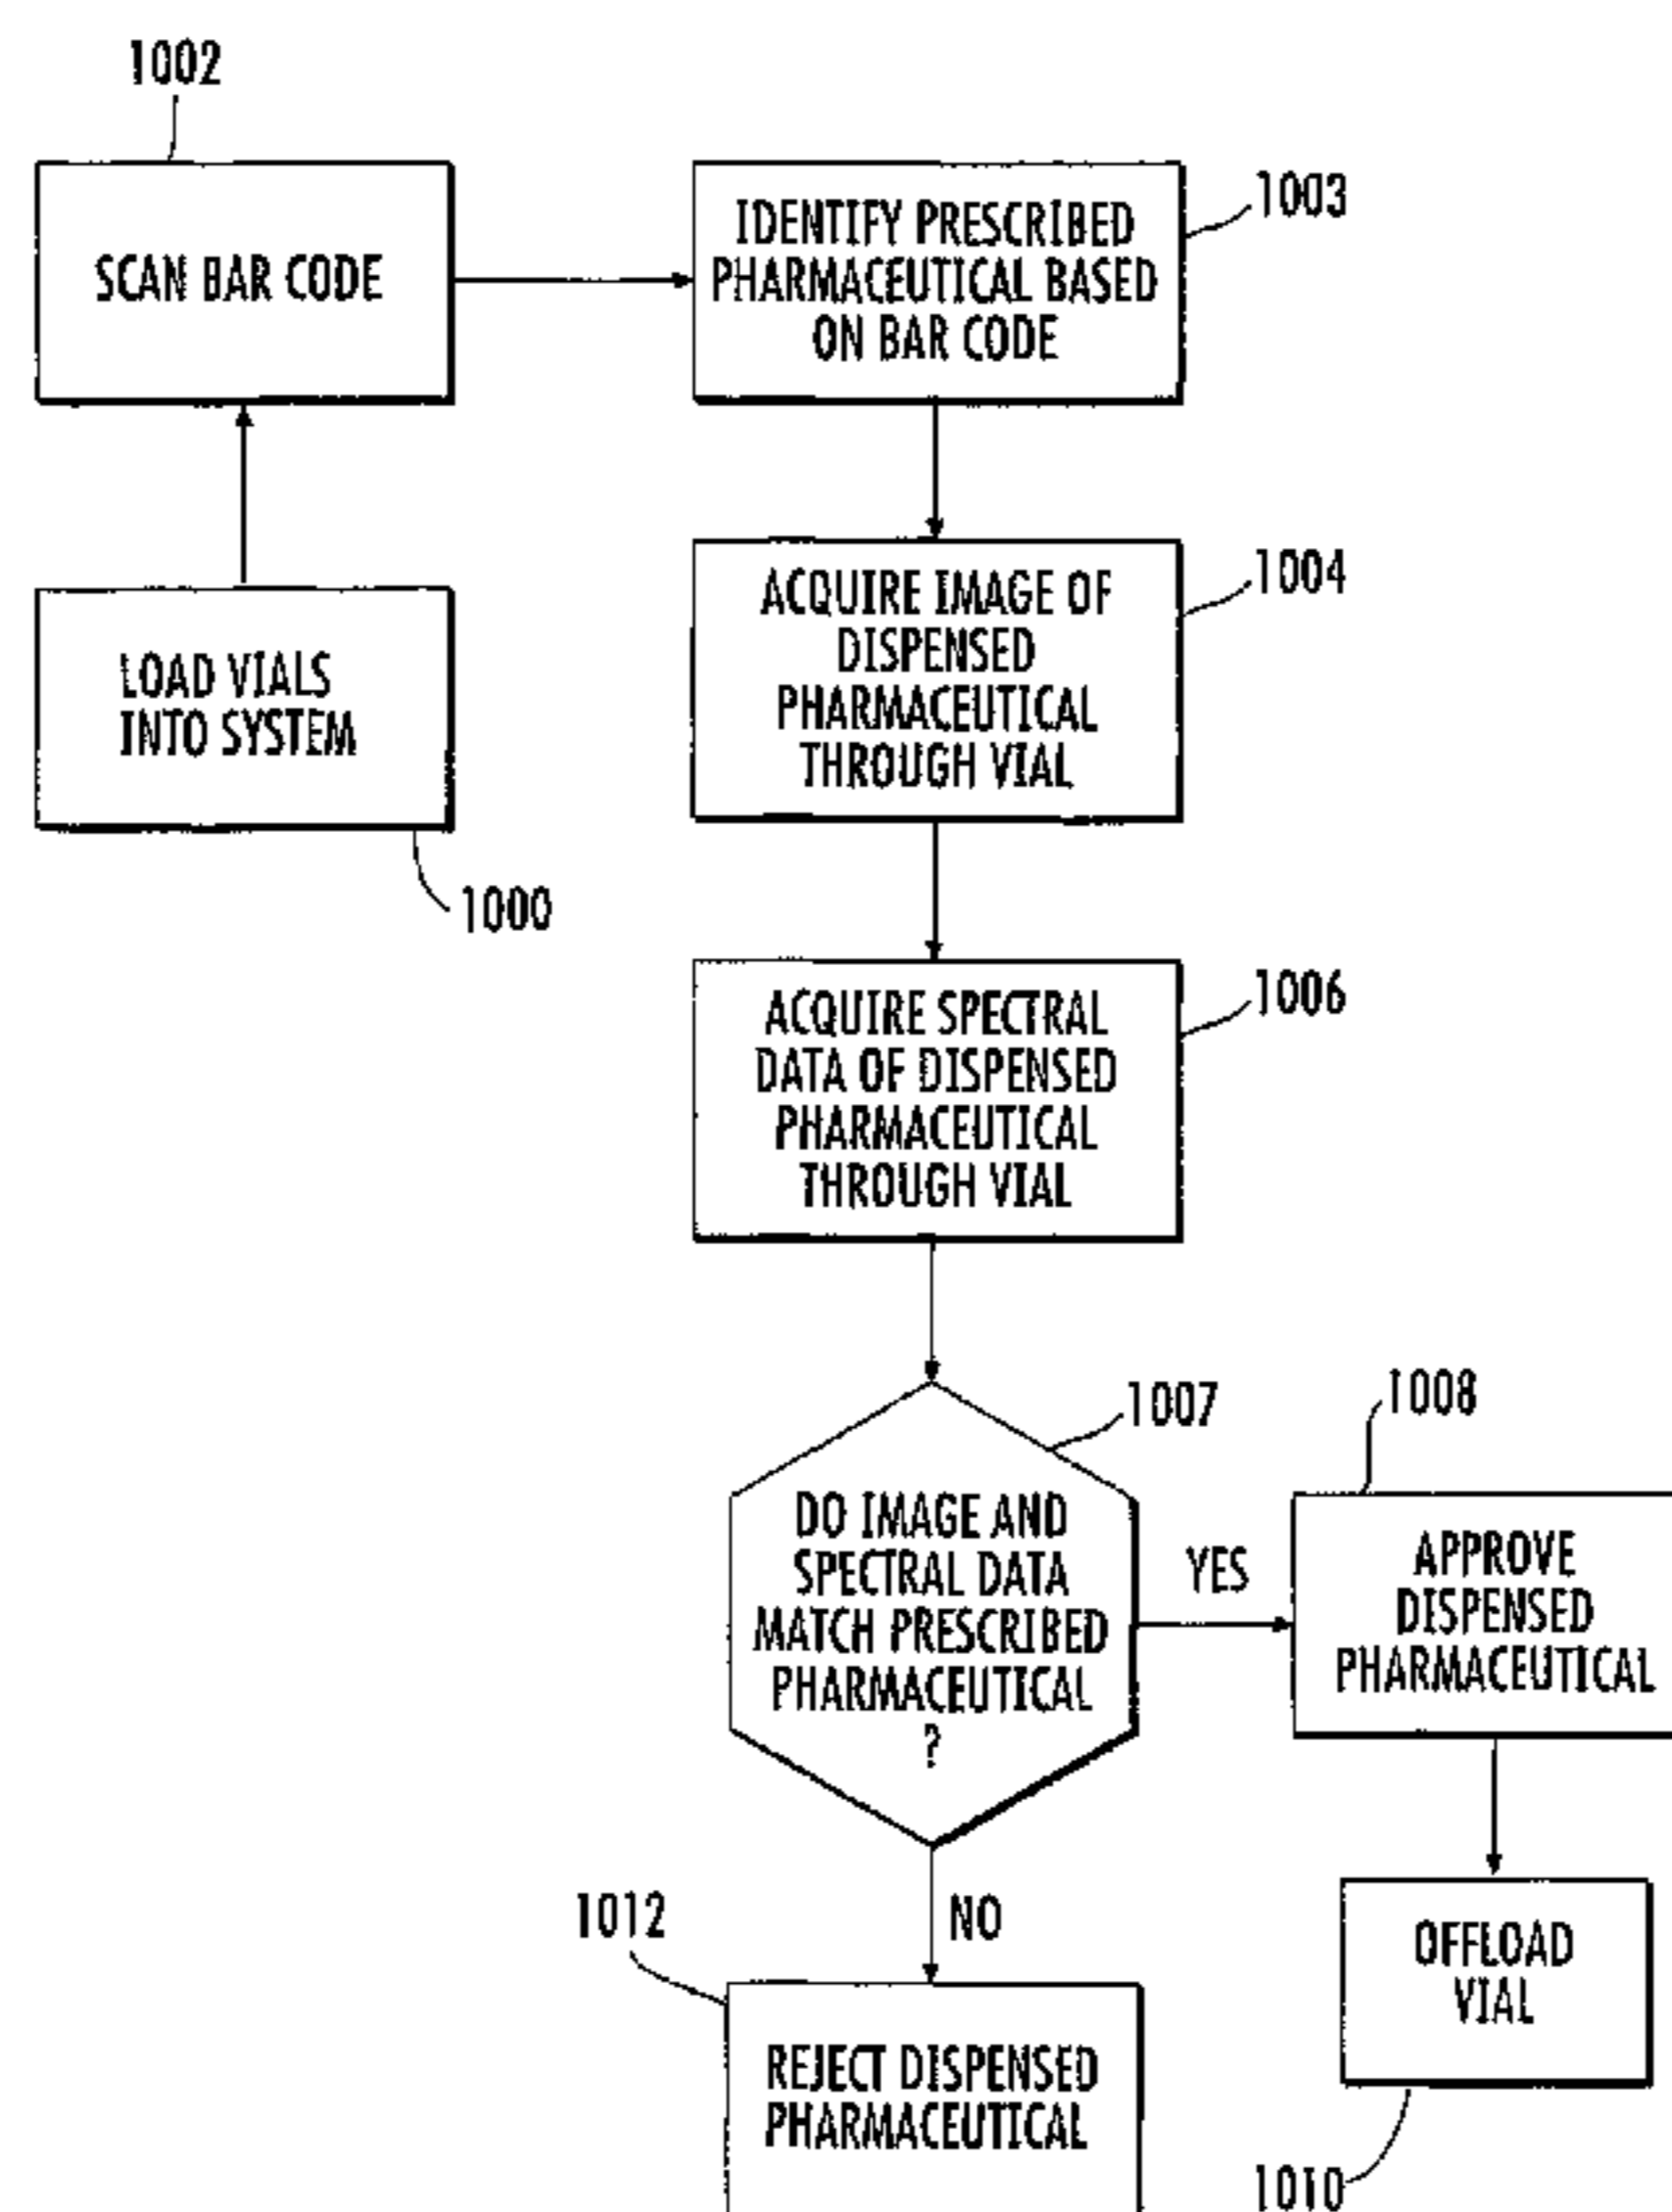 1002
SCAN BAR CODE
1003
IDENTIFY PRESCRIBED
PHARMACEUTICAL BASED
ON BAR CODE
LOAD VIALS
INTO SYSTEM
1000
1004
ACQUIRE IMAGE OF
DISPENSED
PHARMACEUTICAL
THROUGH VIAL
1006
ACQUIRE SPECTRAL
DATA OF DISPENSED
PHARMACEUTICAL
THROUGH VIAL
1007
DO IMAGE AND
SPECTRAL DATA
MATCH PRESCRIBED
PHARMACEUTICAL
?
YES
1008
APPROVE
DISPENSED
PHARMACEUTICAL
NO
1012
REJECT DISPENSED
PHARMACEUTICAL
OFFLOAD
VIAL
1010